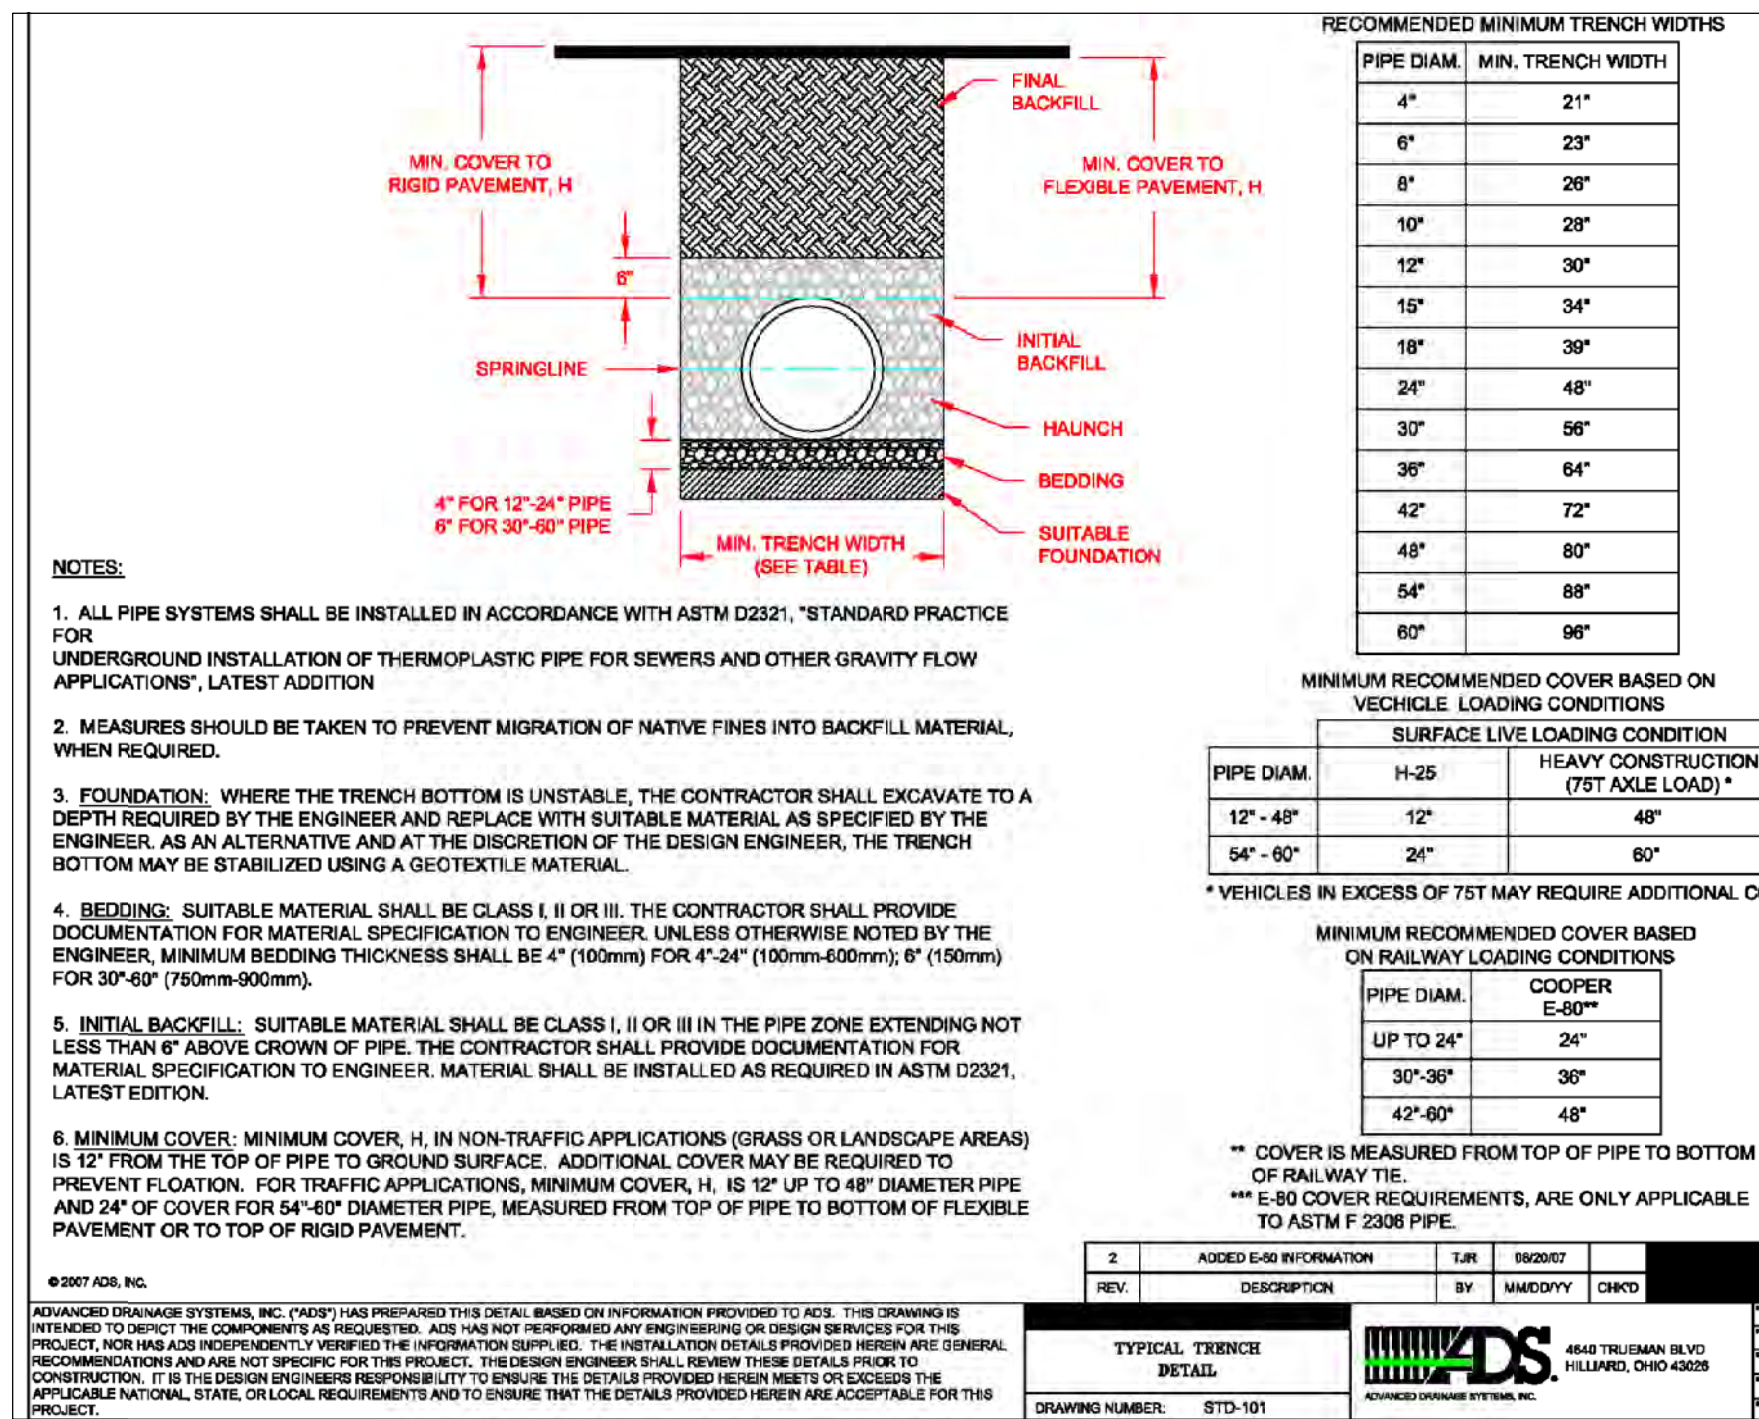 RECOMMENDED MINIMUM TRENCH WIDTHS
PIPE DIAM. MIN. TRENCH WIDTH
4" 21"
6" 23"
8" 26"
10" 28"
12" 30"
15" 34"
18" 39"
24" 48"
30" 56"
36" 64"
42" 72"
48" 80"
54" 88"
60" 96"
FINAL
BACKFILL
MIN. COVER TO
RIGID PAVEMENT, H
MIN. COVER TO
FLEXIBLE PAVEMENT, H
6"
INITIAL
BACKFILL
SPRINGLINE
HAUNCH
BEDDING
4" FOR 12"-24" PIPE
6" FOR 30"-60" PIPE
SUITABLE
FOUNDATION
MIN. TRENCH WIDTH
(SEE TABLE)
NOTES:
1. ALL PIPE SYSTEMS SHALL BE INSTALLED IN ACCORDANCE WITH ASTM D2321, "STANDARD PRACTICE
FOR
UNDERGROUND INSTALLATION OF THERMOPLASTIC PIPE FOR SEWERS AND OTHER GRAVITY FLOW
APPLICATIONS", LATEST ADDITION
2. MEASURES SHOULD BE TAKEN TO PREVENT MIGRATION OF NATIVE FINES INTO BACKFILL MATERIAL,
WHEN REQUIRED.
3. FOUNDATION: WHERE THE TRENCH BOTTOM IS UNSTABLE, THE CONTRACTOR SHALL EXCAVATE TO A
DEPTH REQUIRED BY THE ENGINEER AND REPLACE WITH SUITABLE MATERIAL AS SPECIFIED BY THE
ENGINEER. AS AN ALTERNATIVE AND AT THE DISCRETION OF THE DESIGN ENGINEER, THE TRENCH
BOTTOM MAY BE STABILIZED USING A GEOTEXTILE MATERIAL.
4. BEDDING: SUITABLE MATERIAL SHALL BE CLASS I, II OR III. THE CONTRACTOR SHALL PROVIDE
DOCUMENTATION FOR MATERIAL SPECIFICATION TO ENGINEER. UNLESS OTHERWISE NOTED BY THE
ENGINEER, MINIMUM BEDDING THICKNESS SHALL BE 4" (100mm) FOR 4"-24" (100mm-600mm); 6" (150mm)
FOR 30"-60" (750mm-900mm).
5. INITIAL BACKFILL: SUITABLE MATERIAL SHALL BE CLASS I, II OR III IN THE PIPE ZONE EXTENDING NOT
LESS THAN 6" ABOVE CROWN OF PIPE. THE CONTRACTOR SHALL PROVIDE DOCUMENTATION FOR
MATERIAL SPECIFICATION TO ENGINEER. MATERIAL SHALL BE INSTALLED AS REQUIRED IN ASTM D2321,
LATEST EDITION.
6. MINIMUM COVER: MINIMUM COVER, H, IN NON-TRAFFIC APPLICATIONS (GRASS OR LANDSCAPE AREAS)
IS 12" FROM THE TOP OF PIPE TO GROUND SURFACE. ADDITIONAL COVER MAY BE REQUIRED TO
PREVENT FLOATION. FOR TRAFFIC APPLICATIONS, MINIMUM COVER, H, IS 12" UP TO 48" DIAMETER PIPE
AND 24" OF COVER FOR 54"-60" DIAMETER PIPE, MEASURED FROM TOP OF PIPE TO BOTTOM OF FLEXIBLE
PAVEMENT OR TO TOP OF RIGID PAVEMENT.
MINIMUM RECOMMENDED COVER BASED ON
VECHICLE LOADING CONDITIONS
SURFACE LIVE LOADING CONDITION
PIPE DIAM. H-25 HEAVY CONSTRUCTION
(75T AXLE LOAD) *
12" - 48" 12" 48"
54" - 60" 24" 60"
* VEHICLES IN EXCESS OF 75T MAY REQUIRE ADDITIONAL
MINIMUM RECOMMENDED COVER BASED
ON RAILWAY LOADING CONDITIONS
PIPE DIAM. COOPER
E-80**
UP TO 24" 24"
30"-36" 36"
42"-60" 48"
** COVER IS MEASURED FROM TOP OF PIPE TO BOTTOM
OF RAILWAY TIE.
*** E-80 COVER REQUIREMENTS, ARE ONLY APPLICABLE
TO ASTM F 2306 PIPE.
2 ADDED E-80 INFORMATION TJR 08/20/07
REV. DESCRIPTION BY MM/DD/YY CHK'D
© 2007 ADS, INC.
ADVANCED DRAINAGE SYSTEMS, INC. ("ADS") HAS PREPARED THIS DETAIL BASED ON INFORMATION PROVIDED TO ADS. THIS DRAWING IS
INTENDED TO DEPICT THE COMPONENTS AS REQUESTED. ADS HAS NOT PERFORMED ANY ENGINEERING OR DESIGN SERVICES FOR THIS
PROJECT, NOR HAS ADS INDEPENDENTLY VERIFIED THE INFORMATION SUPPLIED. THE INSTALLATION DETAILS PROVIDED HEREIN ARE GENERAL
RECOMMENDATIONS AND ARE NOT SPECIFIC FOR THIS PROJECT. THE DESIGN ENGINEER SHALL REVIEW THESE DETAILS PRIOR TO
CONSTRUCTION. IT IS THE DESIGN ENGINEERS RESPONSIBILITY TO ENSURE THE DETAILS PROVIDED HEREIN MEETS OR EXCEEDS THE
APPLICABLE NATIONAL, STATE, OR LOCAL REQUIREMENTS AND TO ENSURE THAT THE DETAILS PROVIDED HEREIN ARE ACCEPTABLE FOR THIS
PROJECT.
TYPICAL TRENCH
DETAIL
DRAWING NUMBER: STD-101
ADS.
ADVANCED DRAINAGE SYSTEMS, INC.
4640 TRUEMAN BLVD
HILLIARD, OHIO 43026